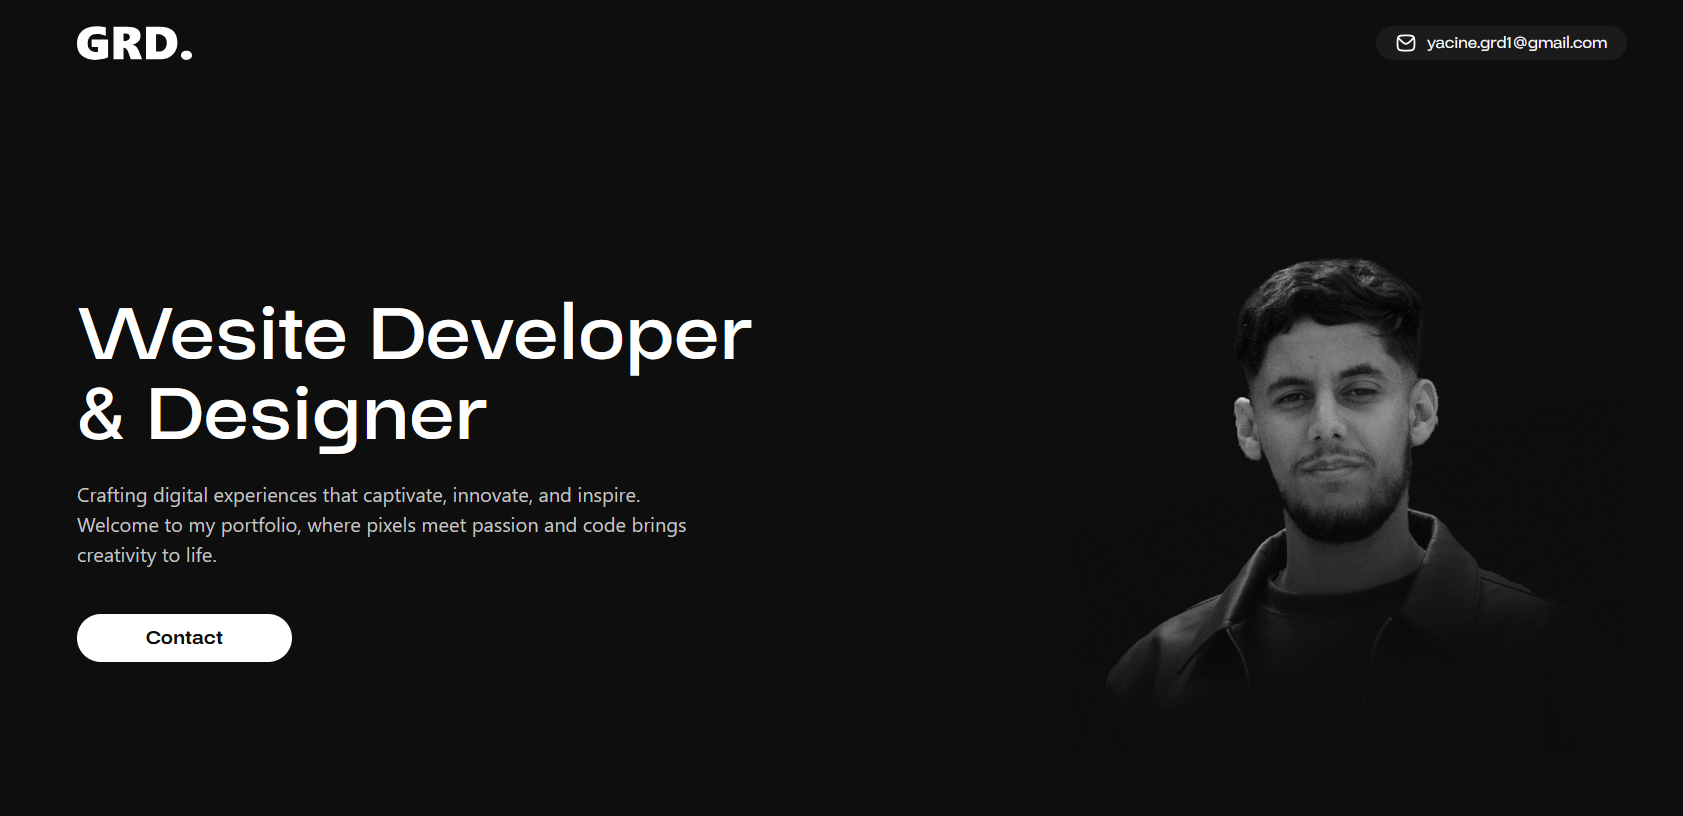 GRD.
yacine.grd1@gmail.com
Wesite Developer
& Designer
Crafting digital experiences that captivate, innovate, and inspire.
Welcome to my portfolio, where pixels meet passion and code brings
creativity to life.
Contact